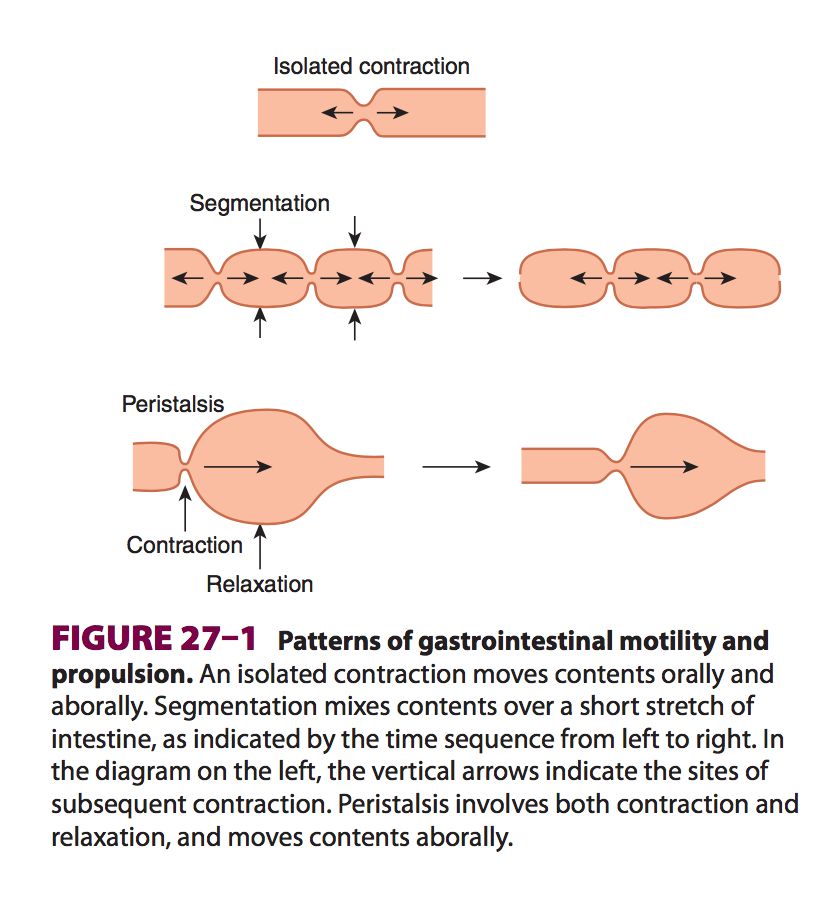 Isolated contraction
Segmentation
Peristalsis
Contraction
Relaxation
FIGURE 27–1 Patterns of gastrointestinal motility and
propulsion. An isolated contraction moves contents orally and
aborally. Segmentation mixes contents over a short stretch of
intestine, as indicated by the time sequence from left to right. In
the diagram on the left, the vertical arrows indicate the sites of
subsequent contraction. Peristalsis involves both contraction and
relaxation, and moves contents aborally.